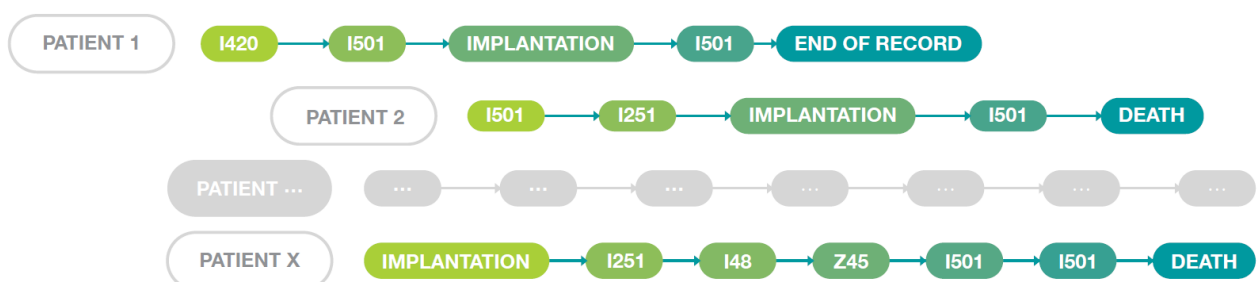 PATIENT 1 I420 I501 IMPLANTATION I501 END OF RECORD
PATIENT 2 I501 I251 IMPLANTATION I501 DEATH
PATIENT ... ... ... ... ... ... ... ...
PATIENT X IMPLANTATION I251 I48 Z45 I501 I501 DEATH